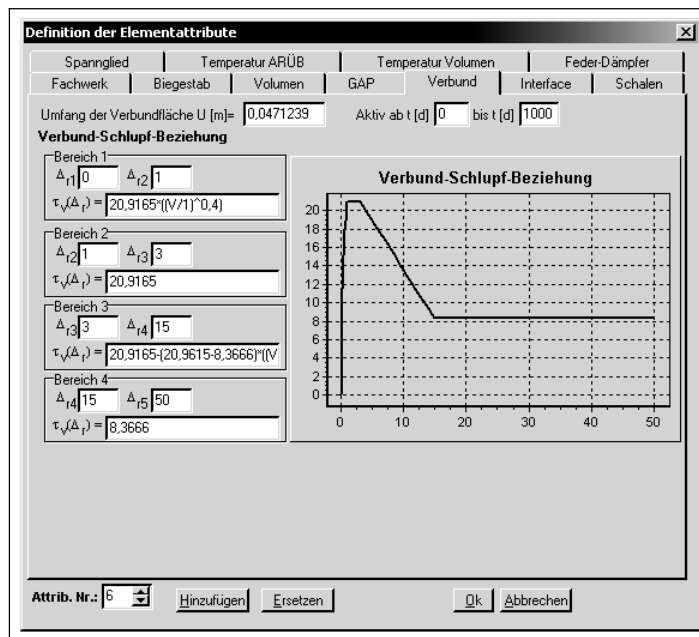 Definition der Elementattribute
Spannglied Temperatur ARÜB Temperatur Volumen Feder-Dämpfer
Fachwerk Biegestab Volumen GAP Verbund Interface Schalen
Umfang der Verbundfläche U [m]= 0,0471239 Aktiv ab t [d] 0 bis t [d] 1000
Verbund-Schlupf-Beziehung
Bereich 1
Δr1 0 Δr2 1
τv(Δr) = 20,9165*((V/1)^0,4)
Bereich 2
Δr2 1 Δr3 3
τv(Δr) = 20,9165
Bereich 3
Δr3 3 Δr4 15
τv(Δr) = 20,9165-(20,9615-8,3666)*((V
Bereich 4
Δr4 15 Δr5 50
τv(Δr) = 8,3666
Verbund-Schlupf-Beziehung
20
18
16
14
12
10
8
6
4
2
0
0 10 20 30 40 50
Attrib. Nr.: 6 Hinzufügen Ersetzen Ok Abbrechen